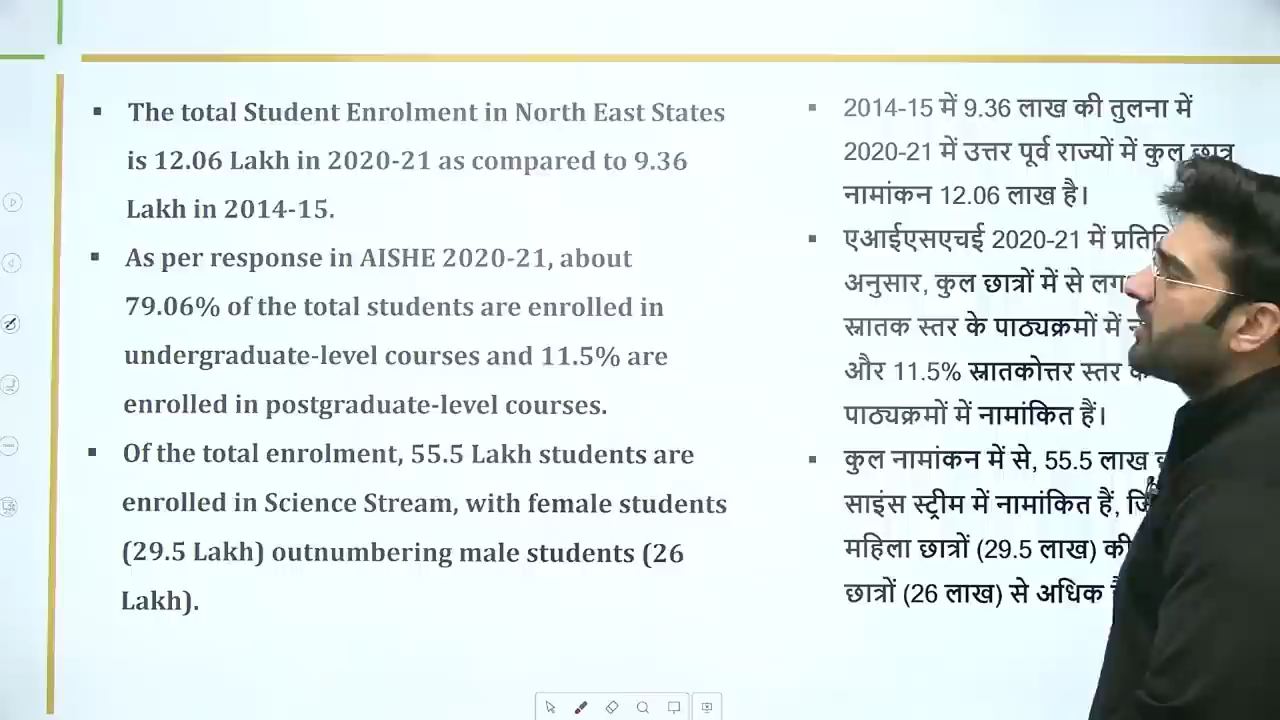 ▪ The total Student Enrolment in North East States
is 12.06 Lakh in 2020-21 as compared to 9.36
Lakh in 2014-15.
▪ As per response in AISHE 2020-21, about
79.06% of the total students are enrolled in
undergraduate-level courses and 11.5% are
enrolled in postgraduate-level courses.
▪ Of the total enrolment, 55.5 Lakh students are
enrolled in Science Stream, with female students
(29.5 Lakh) outnumbering male students (26
Lakh).
▪ 2014-15 में 9.36 लाख की तुलना में
2020-21 में उत्तर पूर्व राज्यों में कुल छात्र
नामांकन 12.06 लाख है।
▪ एआईएसएचई 2020-21 में
अनुसार, कुल छात्रों में से
स्नातक स्तर के पाठ्यक्रमों में
और 11.5% स्नातकोत्तर स्तर
पाठ्यक्रमों में नामांकित हैं।
▪ कुल नामांकन में से, 55.5 लाख
साइंस स्ट्रीम में नामांकित हैं,
महिला छात्रों (29.5 लाख) की
छात्रों (26 लाख) से अधिक